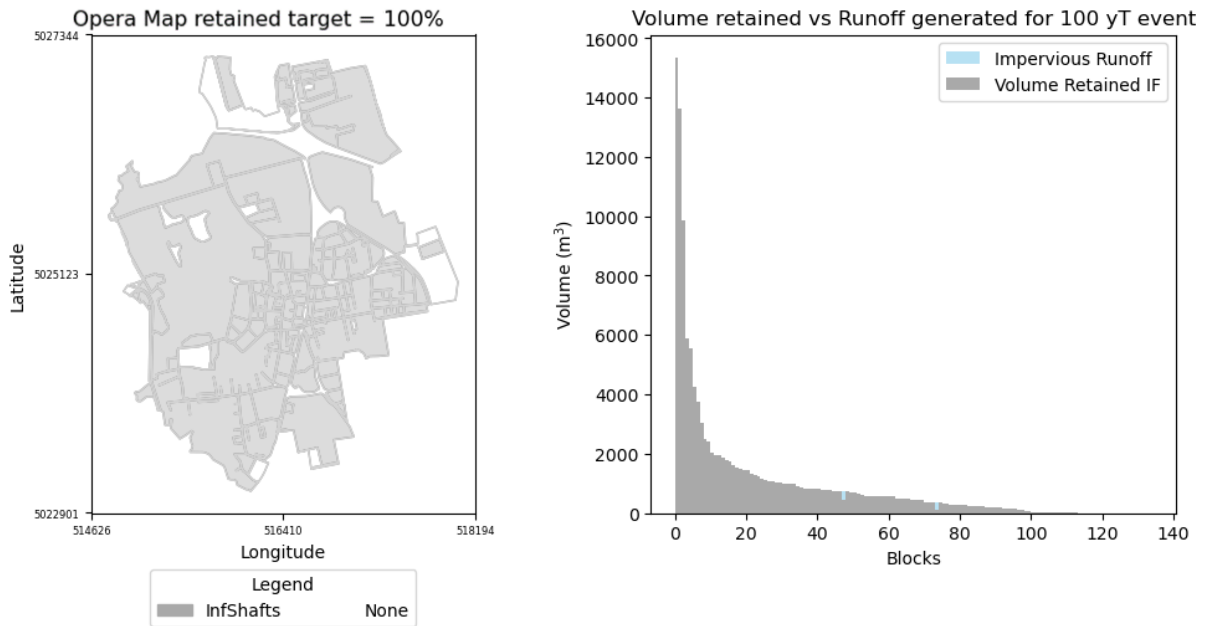 Opera Map retained target = 100%
5027344
5025123
5022901
Latitude
514626
516410
518194
Longitude
Legend
InfShafts
None
Volume retained vs Runoff generated for 100 yT event
Impervious Runoff
Volume Retained IF
16000
14000
12000
10000
8000
6000
4000
2000
0
Volume (m³)
0
20
40
60
80
100
120
140
Blocks